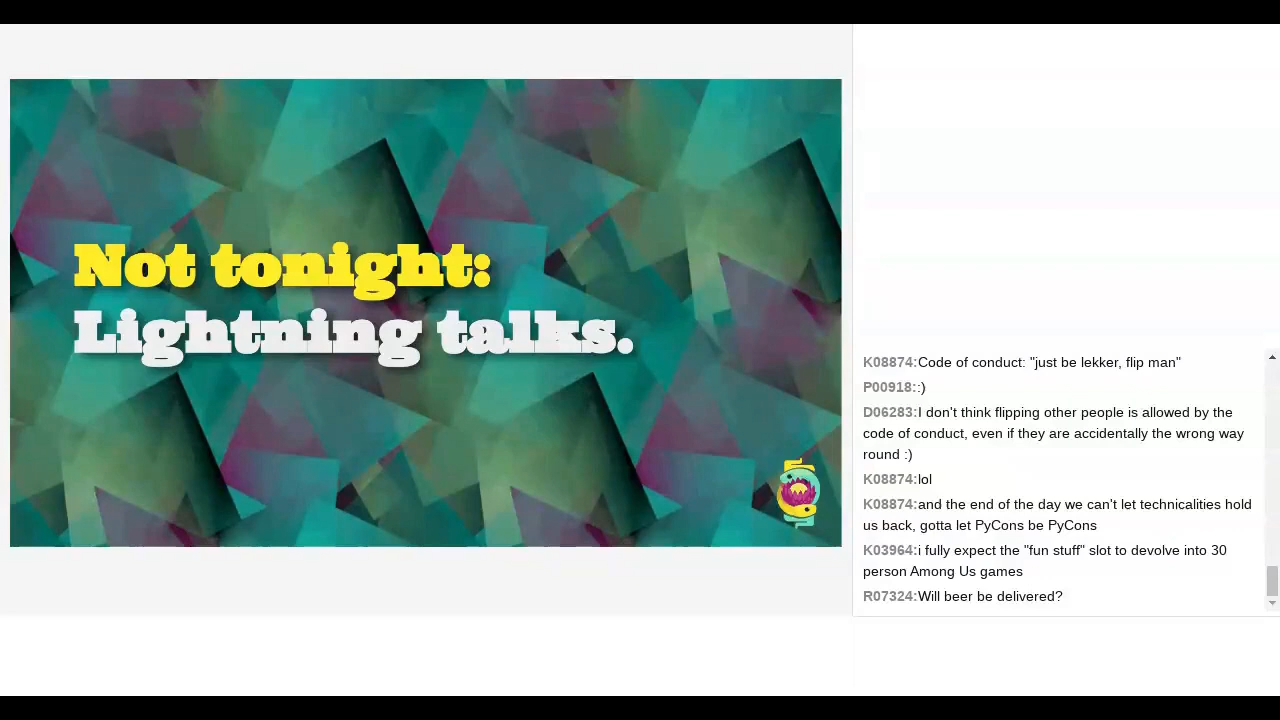 Not tonight:
Lightning talks.
K08874:Code of conduct: "just be lekker, flip man"
P00918::)
D06283:I don't think flipping other people is allowed by the
code of conduct, even if they are accidentally the wrong way
round :)
K08874:lol
K08874:and the end of the day we can't let technicalities hold
us back, gotta let PyCons be PyCons
K03964:i fully expect the "fun stuff" slot to devolve into 30
person Among Us games
R07324:Will beer be delivered?